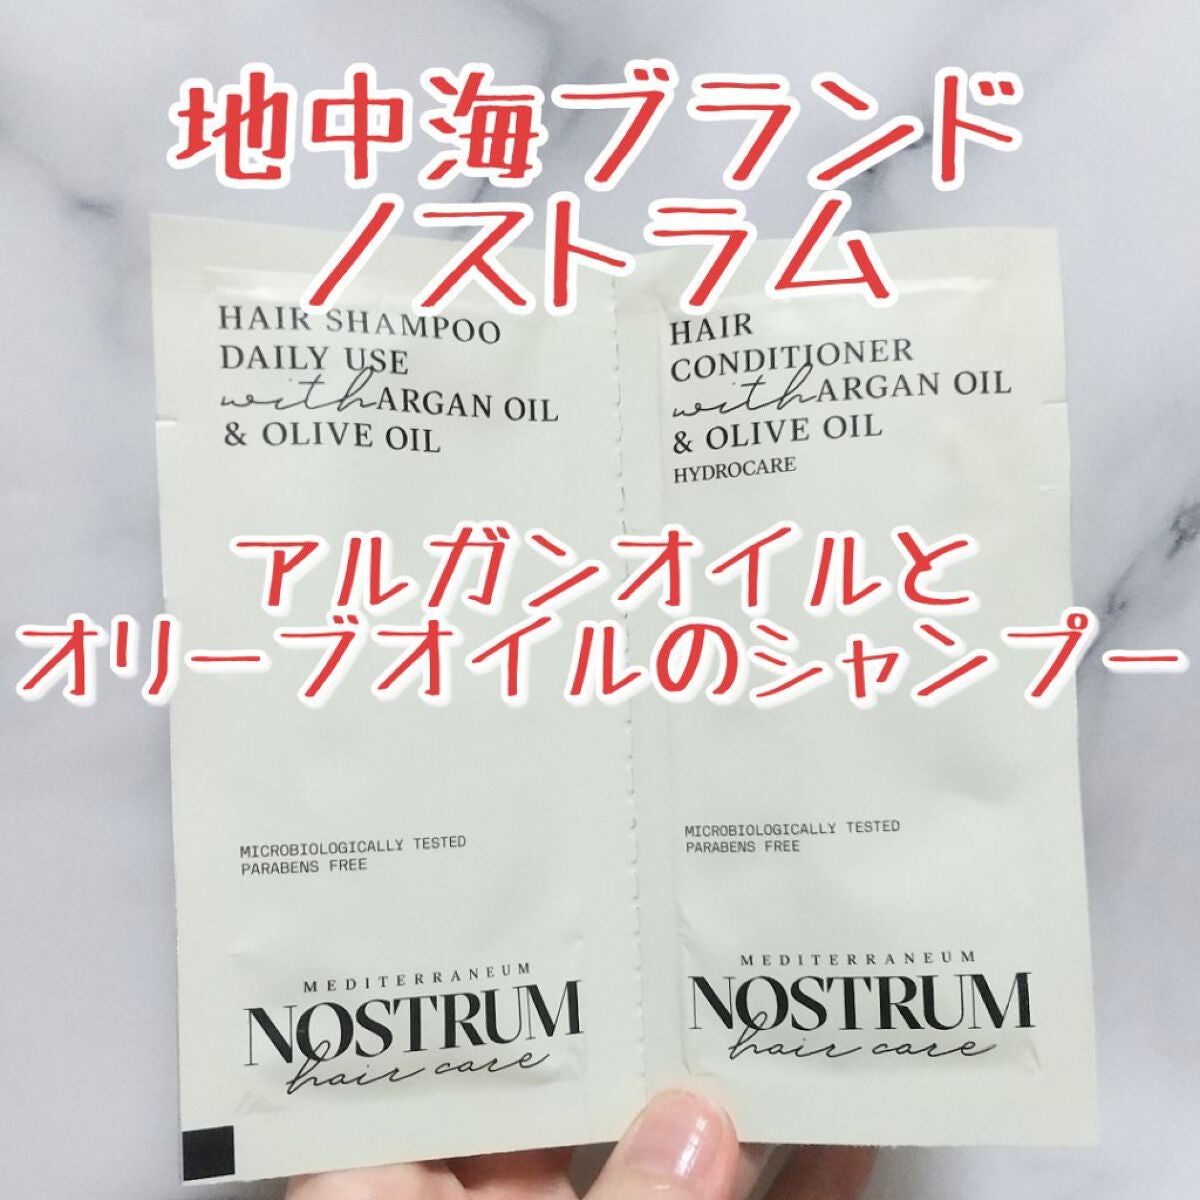 地中海ブランド
ノストラム
HAIR SHAMPOO
DAILY USE
with ARGAN OIL
& OLIVE OIL
HAIR
CONDITIONER
with ARGAN OIL
& OLIVE OIL
HYDROCARE
アルガンオイルと
オリーブオイルのシャンプー
MICROBIOLOGICALLY TESTED
PARABENS FREE
MICROBIOLOGICALLY TESTED
PARABENS FREE
MEDITERRANEUM
NOSTRUM
hair care
MEDITERRANEUM
NOSTRUM
hair care